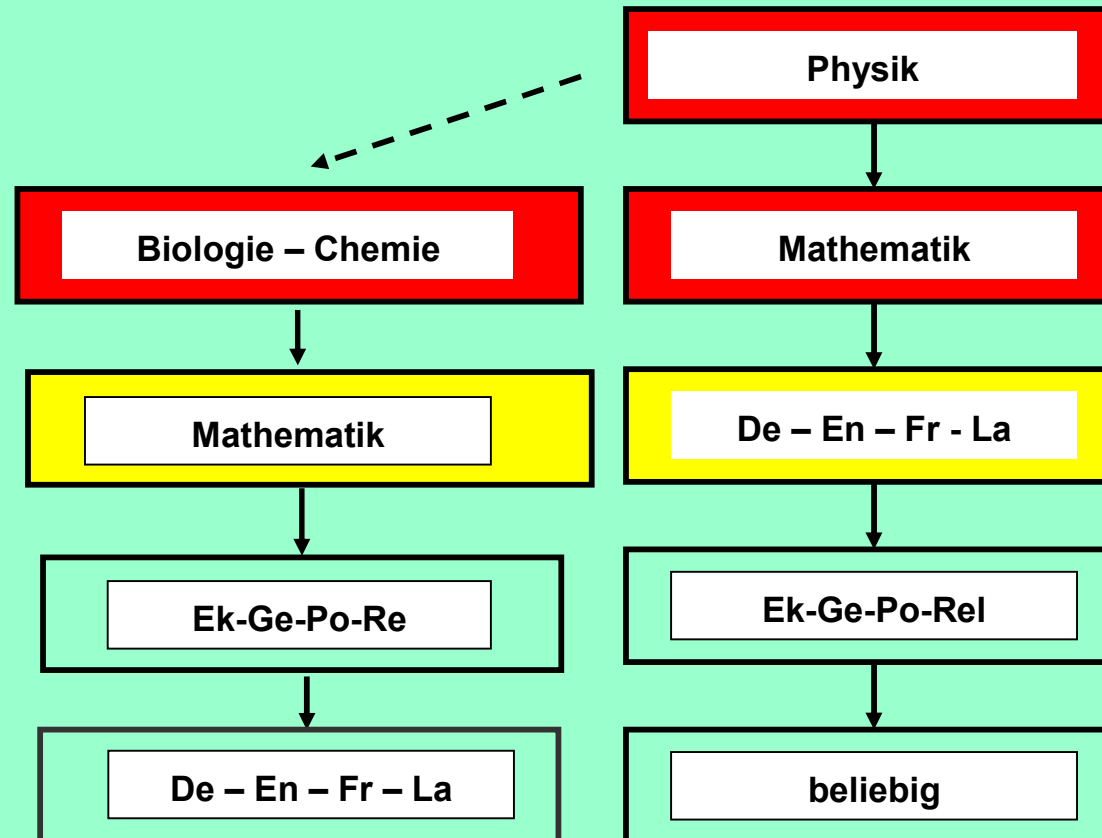 Physik
Biologie – Chemie
Mathematik
Mathematik
De – En – Fr - La
Ek-Ge-Po-Re
Ek-Ge-Po-Rel
De – En – Fr – La
beliebig